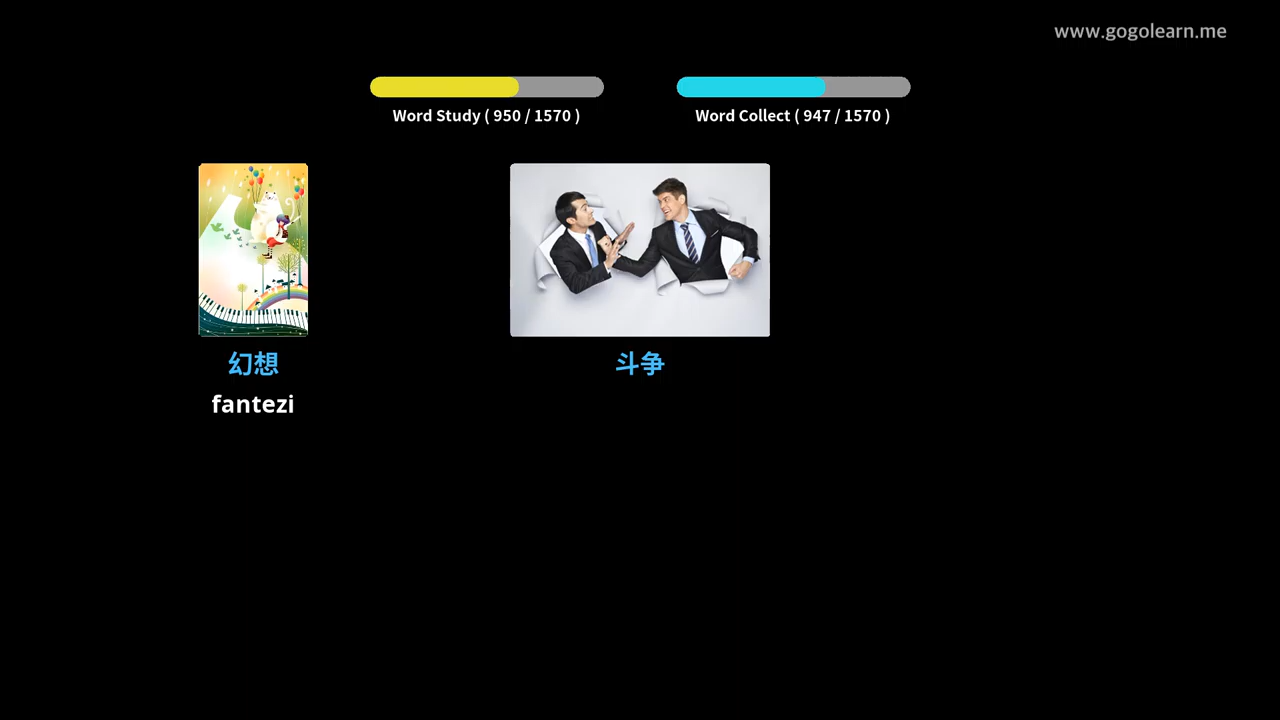 www.gogolearn.me
Word Study ( 950 / 1570 )
Word Collect ( 947 / 1570 )
幻想
斗争
fantezi